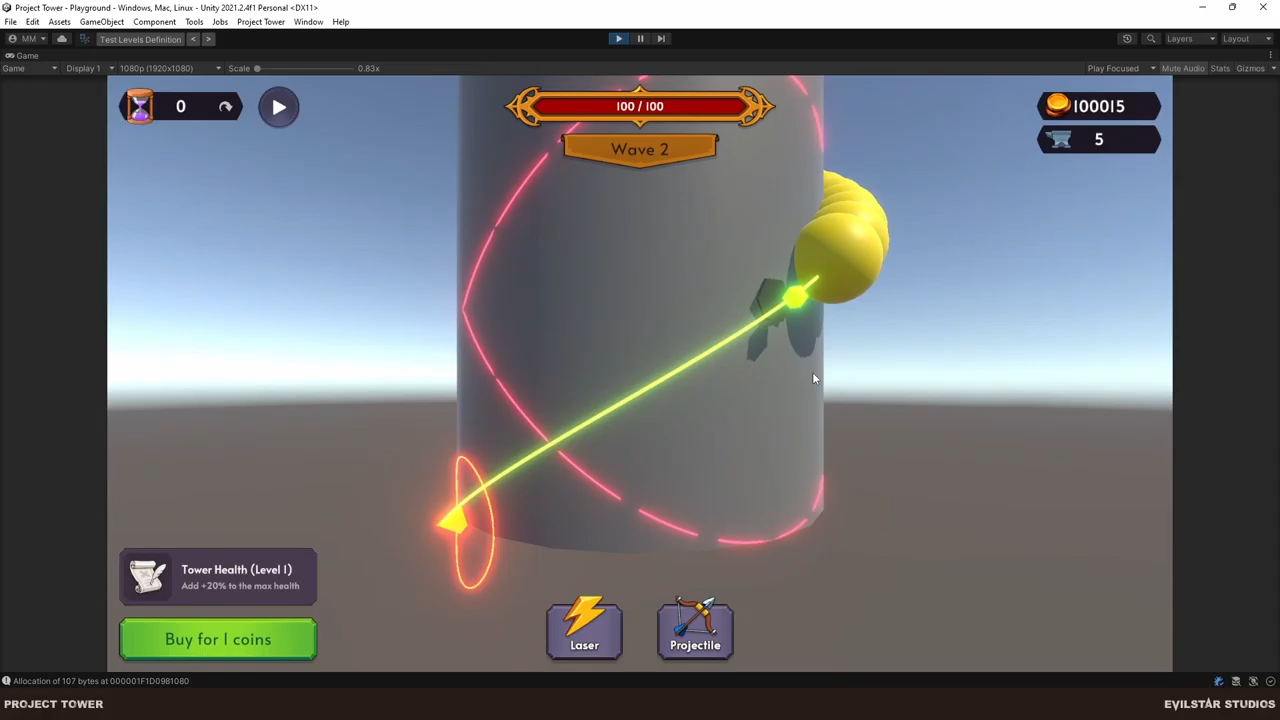 Project Tower - Playground - Windows, Mac, Linux - Unity 2021.2.4f1 Personal <DX11>
File Edit Assets GameObject Component Tools Jobs Project Tower Window Help
MM Test Levels Definition < > Layers Layout
Game
Game Display 1 1080p (1920x1080) Scale 0.83x Play Focused Mute Audio Stats Gizmos
0
100 / 100
100015
Wave 2
5
Tower Health (Level 1)
Add +20% to the max health
Buy for 1 coins
Laser
Projectile
Allocation of 107 bytes at 000001F1D0981080
PROJECT TOWER
EVILSTAR STUDIOS